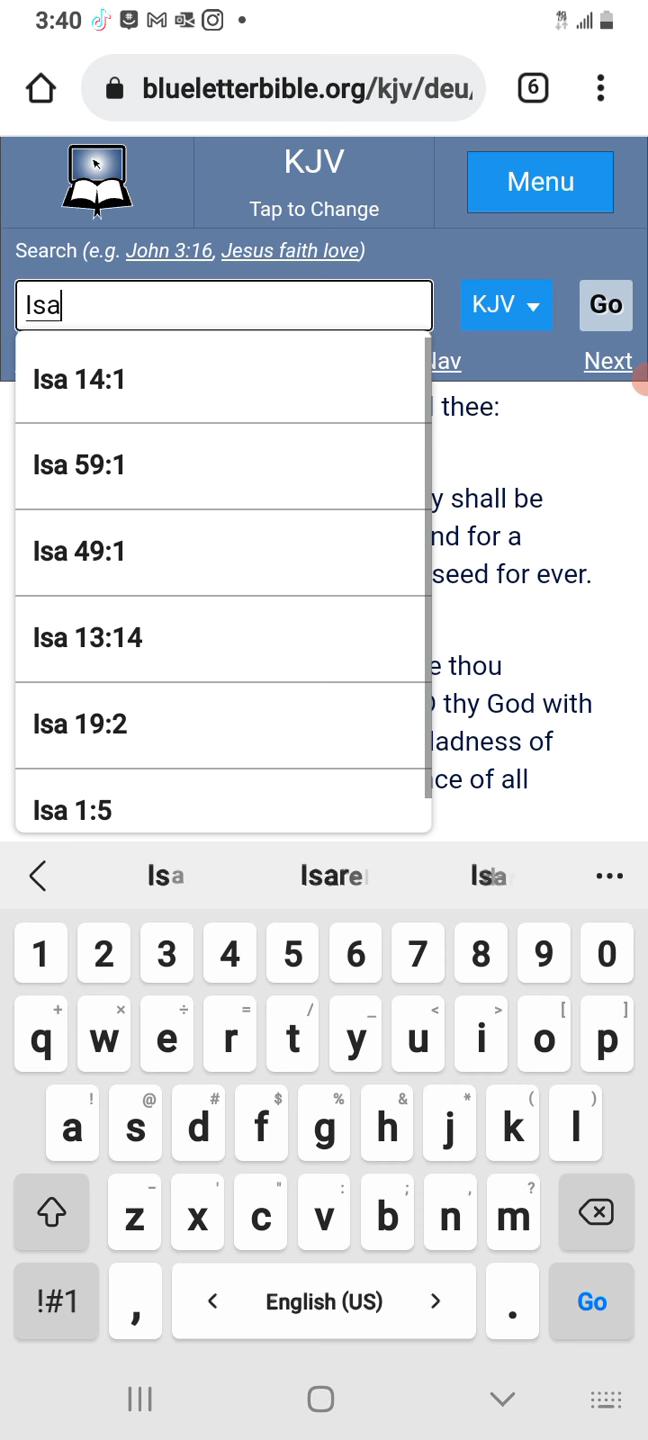 3:40
blueletterbible.org/kjv/deu/
6
KJV
Tap to Change
Menu
Search (e.g. John 3:16, Jesus faith love)
Isa
KJV
Go
Nav
Next
Isa 14:1
Isa 59:1
Isa 49:1
Isa 13:14
Isa 19:2
Isa 1:5
thee:
y shall be
nd for a
seed for ever.
e thou
thy God with
ladness of
ce of all
Isa Isare
1 2 3 4 5 6 7 8 9 0
+ × ÷ = / _ < > [ ]
q w e r t y u i o p
! @ # $ % & * ( )
a s d f g h j k l
- ' " : ; , ?
z x c v b n m
!#1 , < English (US) > . Go